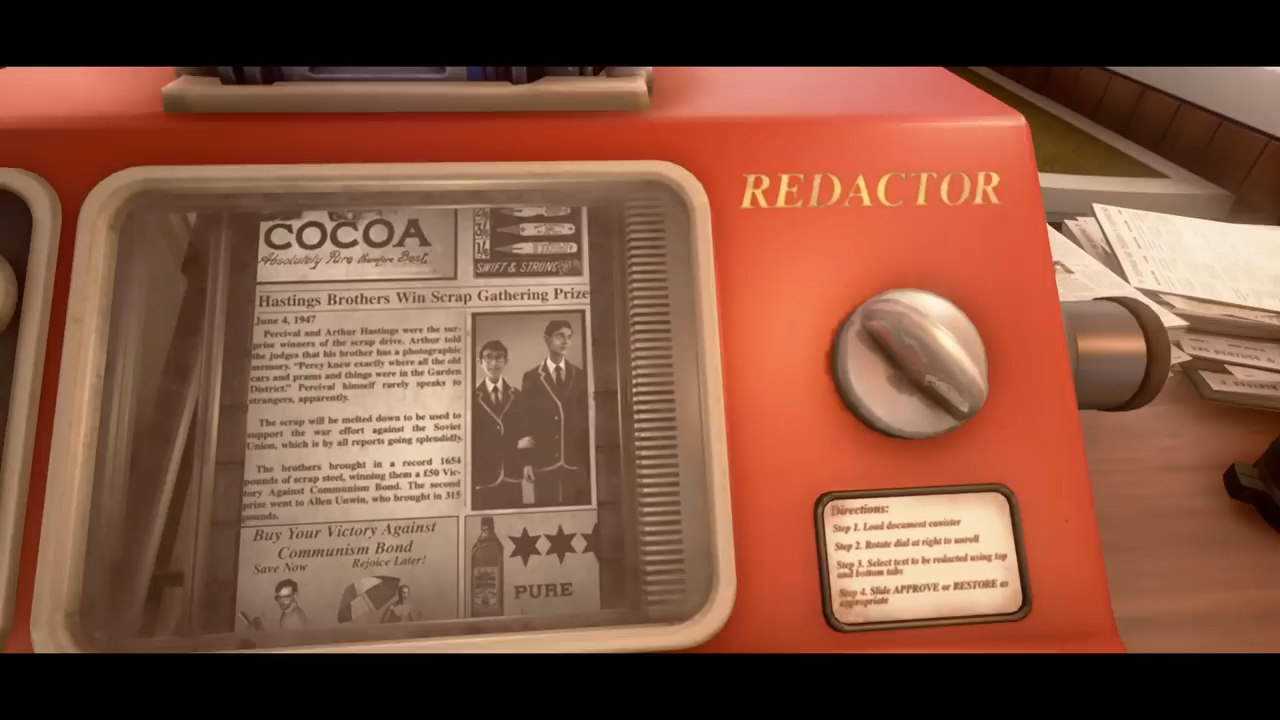 COCOA
Absolutely Pure therefore Best.
SWIFT & STRONG
Hastings Brothers Win Scrap Gathering Prize
June 4, 1947
Percival and Arthur Hastings were the sur-
prise winners of the scrap drive. Arthur told
the judges that his brother has a photographic
memory. "Percy knew exactly where all the old
cars and prams and things were in the Garden
District." Percival himself rarely speaks to
strangers, apparently.
The scrap will be melted down to be used to
support the war effort against the Soviet
Union, which is by all reports going splendidly.
The brothers brought in a record 1654
pounds of scrap steel, winning them a £50 Vic-
tory Against Communism Bond. The second
prize went to Allen Unwin, who brought in 315
pounds.
Buy Your Victory Against
Communism Bond
Save Now
Rejoice Later!
PURE
REDACTOR
Directions:
Step 1. Load document canister
Step 2. Rotate dial at right to unroll
Step 3. Select text to be redacted using top
and bottom tabs
Step 4. Slide APPROVE or RESTORE as
appropriate